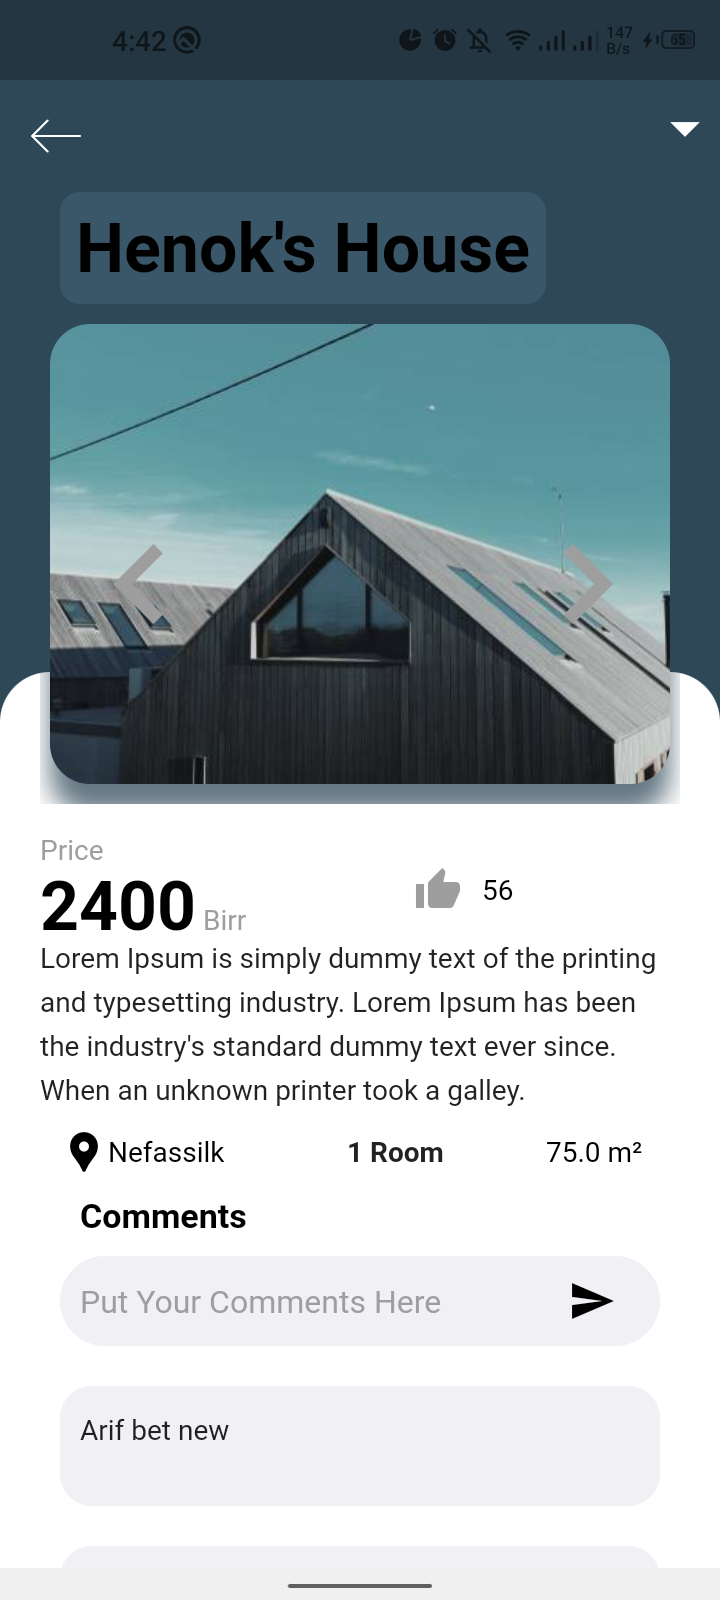 4:42
147
B/s
65
Henok's House
Price
2400 Birr
56
Lorem Ipsum is simply dummy text of the printing
and typesetting industry. Lorem Ipsum has been
the industry's standard dummy text ever since.
When an unknown printer took a galley.
Nefassilk
1 Room
75.0 m²
Comments
Put Your Comments Here
Arif bet new